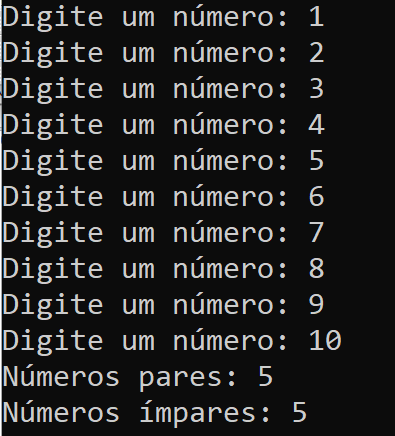 Digite um número: 1
Digite um número: 2
Digite um número: 3
Digite um número: 4
Digite um número: 5
Digite um número: 6
Digite um número: 7
Digite um número: 8
Digite um número: 9
Digite um número: 10
Números pares: 5
Números ímpares: 5